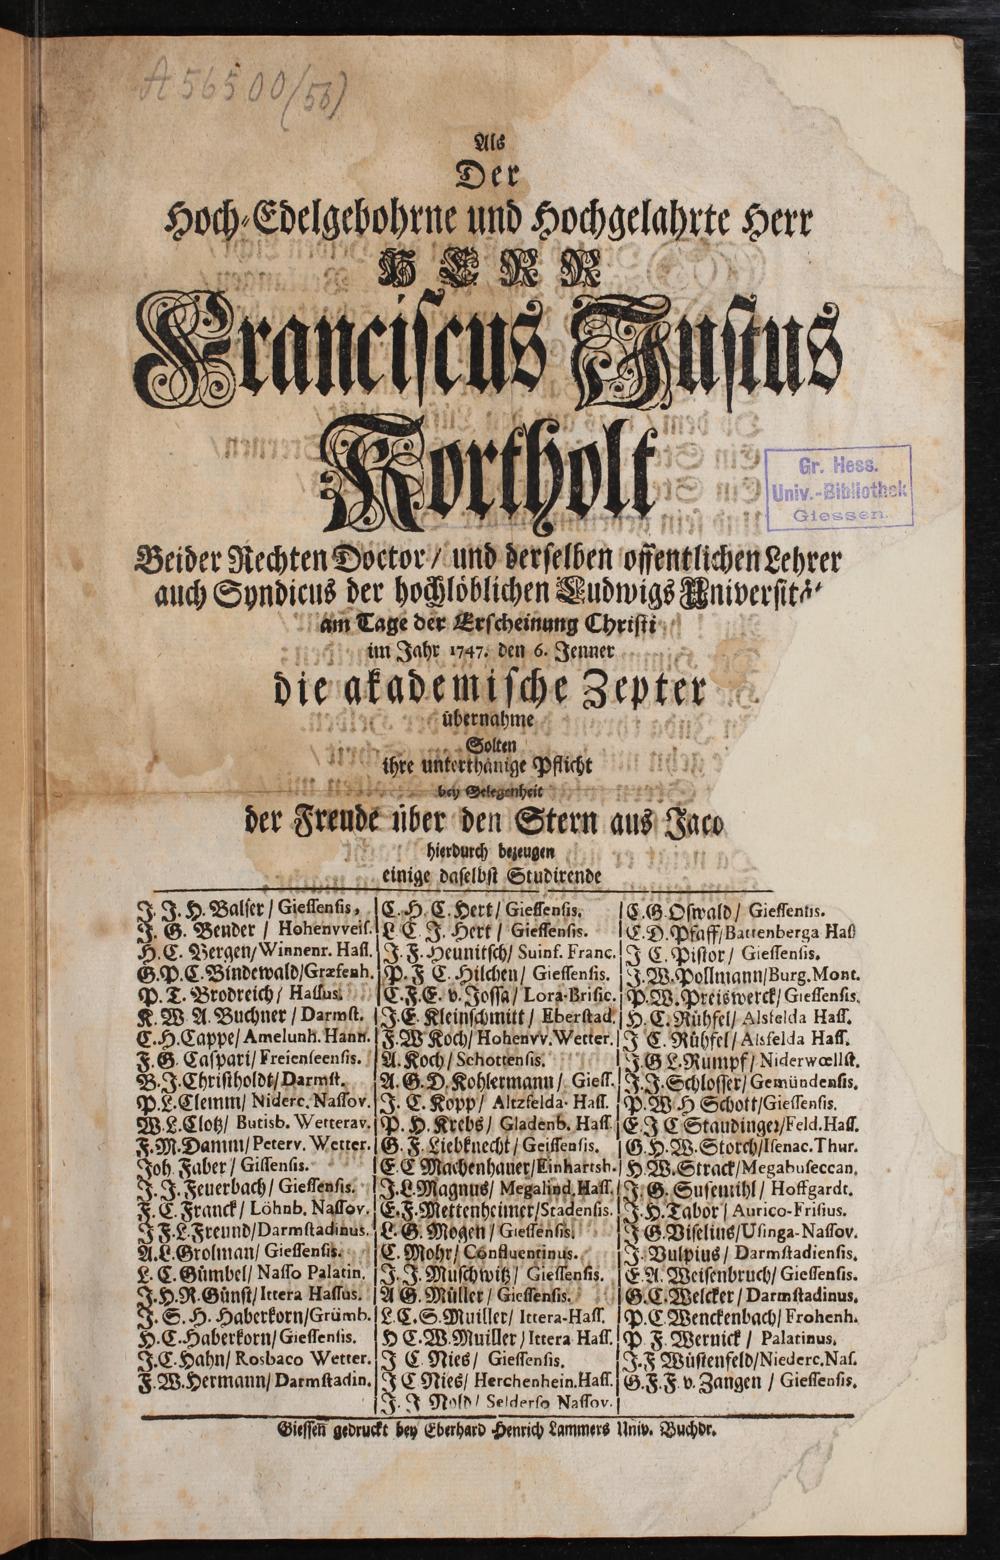 A 56500(56)
Als
Der
Hoch-Edelgebohrne und Hochgelahrte Herr
HERR
Franciscus Justus
Kortholt
Gr. Hess.
Univ.-Bibliothek
Giessen.
Beider Rechten Doctor / und derselben offentlichen Lehrer
auch Syndicus der hochlöblichen Ludwigs Universitä
am Tage der Erscheinung Christi
im Jahr 1747. den 6. Jenner
die akademische Zepter
übernahme
Solten
ihre unterthänige Pflicht
bey Gelegenheit
der Freude über den Stern aus Jaco
hierdurch bezeugen
einige daselbst Studirende
J. J. H. Balser / Giessensis,
J. G. Bender / Hohenvveis.
H. C. Bergen/Winnenr. Hass.
G.P.C. Bindewald/Græfenh.
P. T. Brodreich / Hassus.
K. W A. Buchner / Darmst.
C.H.Cappe/ Amelunh. Hann.
F.G. Caspari/ Freienseensis.
B.J.Christholdt/Darmst.
P.L.Clemm/ Niderc. Nassov.
W.L.Clotz/ Butisb. Wetterav.
F.M.Damm/Peterv. Wetter.
Joh. Faber / Gissensis.
J. J. Feuerbach/ Giessensis.
F. C. Franck/ Löhnb. Nassov.
J F.L.Freund/Darmstadinus.
A.L.Grolman/ Giessensis.
L. C. Gümbel/ Nasso Palatin.
J.H.R.Günst/Ittera Hassus.
J. S. H. Haberkorn/Grümb.
H.C.Haberkorn/Giessensis.
J.C.Hahn/ Rosbaco Wetter.
F.W.Hermann/ Darmstadin.
C. H. C. Hert/ Giessensis.
L C. J. Hert / Giessensis.
J. F. Heunitsch/ Suinf. Franc.
P. F C. Hilchen/ Giessensis.
C.F.E. v. Jossa/ Lora-Brisic.
J.E. Kleinschmitt / Eberstad.
F.W Koch/ Hohenvv. Wetter.
A. Koch/ Schottensis.
A. G. D. Kohlermann/ Giess.
J. C. Kopp/ Altzfelda. Hass.
P. H. Krebs/ Gladenb. Hass.
G. F. Liebknecht/ Geissensis.
E.C Machenhauer/Einhartsh.
J.L.Magnus/ Megalind. Hass.
E.F.Mettenheimer/Stadensis.
L. G. Mogen/ Giessensis.
C. Mohr/ Confluentinus.
J. J. Muschwitz/ Giessensis.
A G. Müller/ Giessensis.
L.C.S.Muiller/ Ittera-Hass.
H C.W.Muiller/ Ittera Hass.
J C. Nies/ Giessensis.
J C Nies/ Herchenhein.Hass.
J. J Nold/ Selderso Nassov.
C.G. Oswald/ Giessensis.
C.D. Pfaff/Battenberga Hass
J C. Pistor / Giessensis.
J.W.Pollmann/Burg. Mont.
P.W.Preiswerck/ Giessensis.
H. C. Rühfel/ Alsfelda Hass.
J C. Rühfel/ Alsfelda Hass.
J G L.Rumpf/ Niderwœllst.
J.J.Schlosser/ Gemündensis.
P.W.H Schott/Giessensis.
E.J C Staudinger/Feld.Hass.
G.H.W.Storch/Isenac. Thur.
H.W.Strack/Megabuseccan.
J. G. Susemihl/ Hoffgardt.
J.H.Tabor/ Aurico-Frisius.
J G.Viselius/Usinga-Nassov.
J. Vulpius/ Darmstadiensis.
E.A. Weisenbruch/ Giessensis.
G.C.Welcker/ Darmstadinus.
P.C.Wenckenbach/ Frohenh.
P. F. Wernick/ Palatinus.
J.F Wüstenfeld/Niederc.Nas.
G.F.F v. Zangen / Giessensis.
Giessen gedruckt bey Eberhard Henrich Lammers Univ. Buchdr.